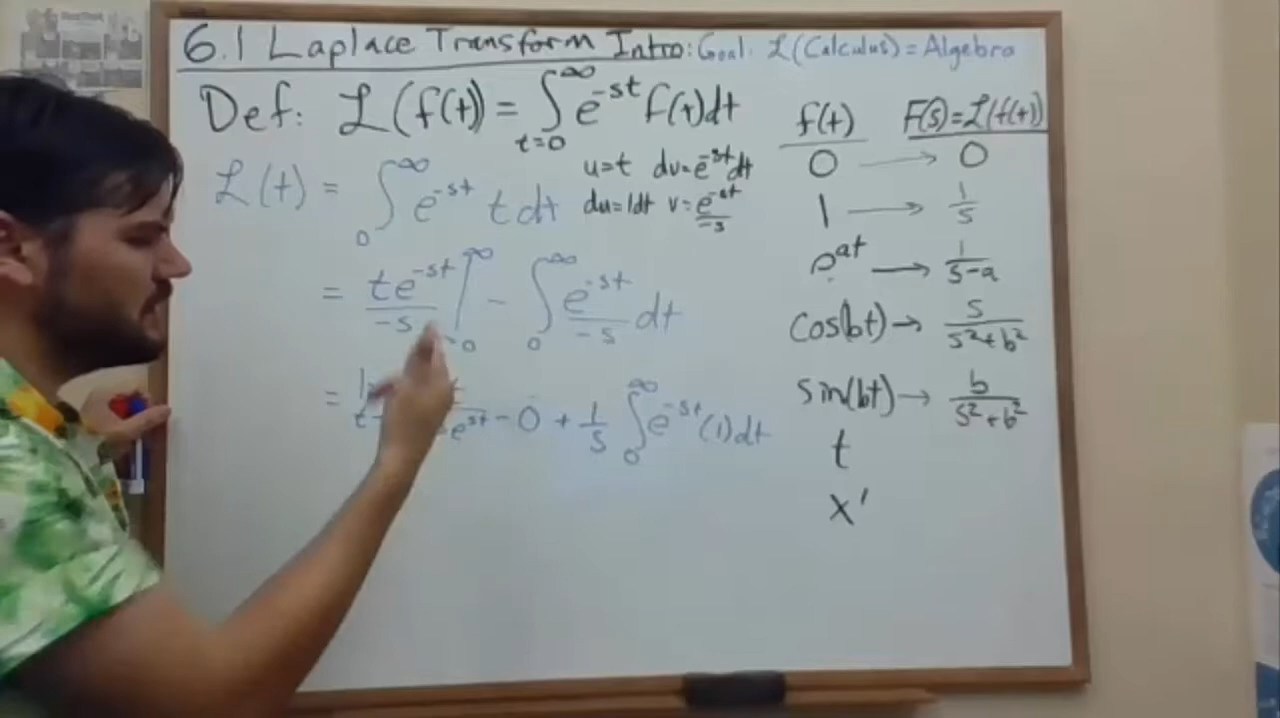 6.1 Laplace Transform Intro: Goal: ℒ(Calculus) = Algebra
Def: ℒ(f(t)) = ∫_{t=0}^{∞} e^{-st} f(t)dt
ℒ(t) = ∫_0^∞ e^{-st} t dt
u=t dv=e^{-st}dt
du=1dt v=e^{-st}/-s
= te^{-st}/-s |_0^∞ - ∫_0^∞ e^{-st}/-s dt
= e^{st} - 0 + 1/s ∫_0^∞ e^{-st} (1)dt
f(t) F(s)=ℒ(f(t))
0 → 0
1 → 1/s
e^{at} → 1/(s-a)
cos(bt) → s/(s²+b²)
sin(bt) → b/(s²+b²)
t
x'